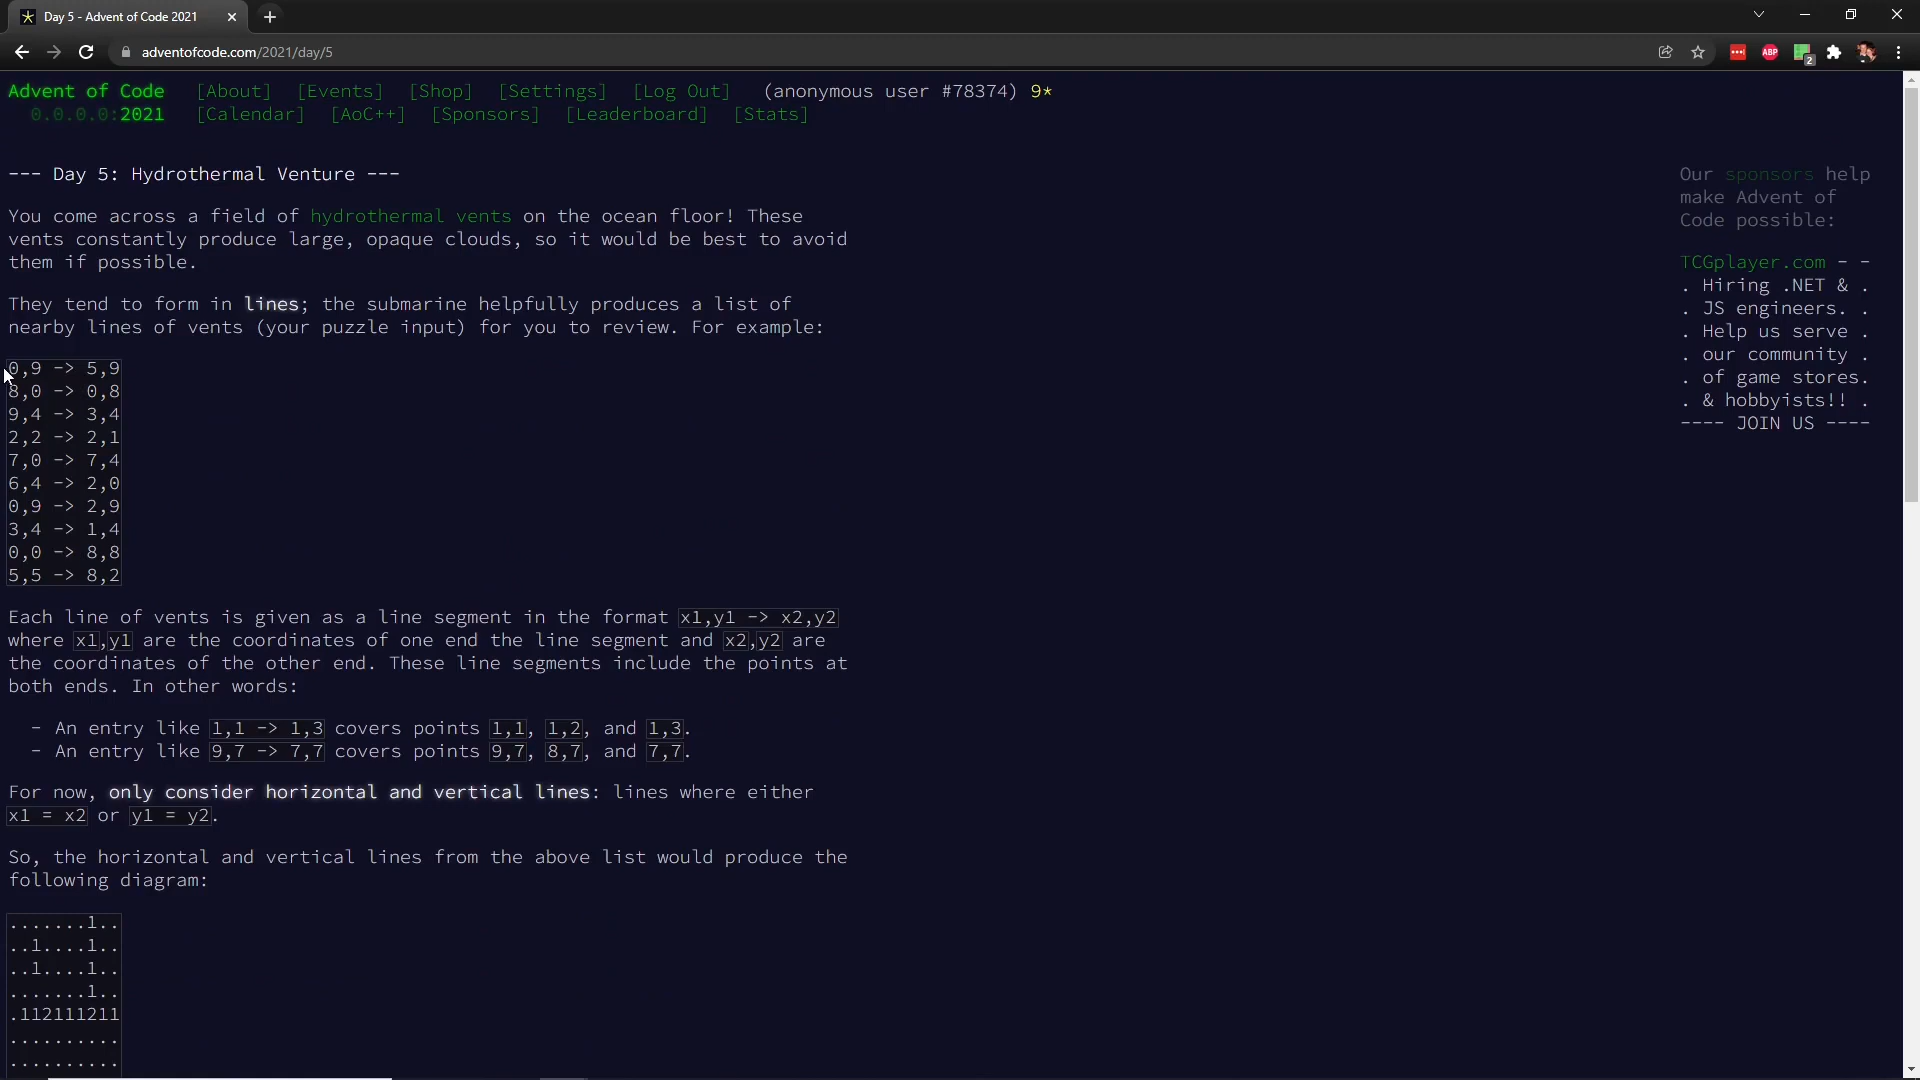 Day 5 - Advent of Code 2021
adventofcode.com/2021/day/5
ABP
2
Advent of Code [About] [Events] [Shop] [Settings] [Log Out] (anonymous user #78374) 9*
0.0.0.0:2021 [Calendar] [AoC++] [Sponsors] [Leaderboard] [Stats]
--- Day 5: Hydrothermal Venture ---
You come across a field of hydrothermal vents on the ocean floor! These
vents constantly produce large, opaque clouds, so it would be best to avoid
them if possible.
They tend to form in lines; the submarine helpfully produces a list of
nearby lines of vents (your puzzle input) for you to review. For example:
0,9 -> 5,9
8,0 -> 0,8
9,4 -> 3,4
2,2 -> 2,1
7,0 -> 7,4
6,4 -> 2,0
0,9 -> 2,9
3,4 -> 1,4
0,0 -> 8,8
5,5 -> 8,2
Each line of vents is given as a line segment in the format x1,y1 -> x2,y2
where x1,y1 are the coordinates of one end the line segment and x2,y2 are
the coordinates of the other end. These line segments include the points at
both ends. In other words:
- An entry like 1,1 -> 1,3 covers points 1,1, 1,2, and 1,3.
- An entry like 9,7 -> 7,7 covers points 9,7, 8,7, and 7,7.
For now, only consider horizontal and vertical lines: lines where either
x1 = x2 or y1 = y2.
So, the horizontal and vertical lines from the above list would produce the
following diagram:
.......1..
..1....1..
..1....1..
.......1..
.112111211
..........
..........
Our sponsors help
make Advent of
Code possible:
TCGplayer.com - -
. Hiring .NET & .
. JS engineers. .
. Help us serve .
. our community .
. of game stores.
. & hobbyists!! .
---- JOIN US ----